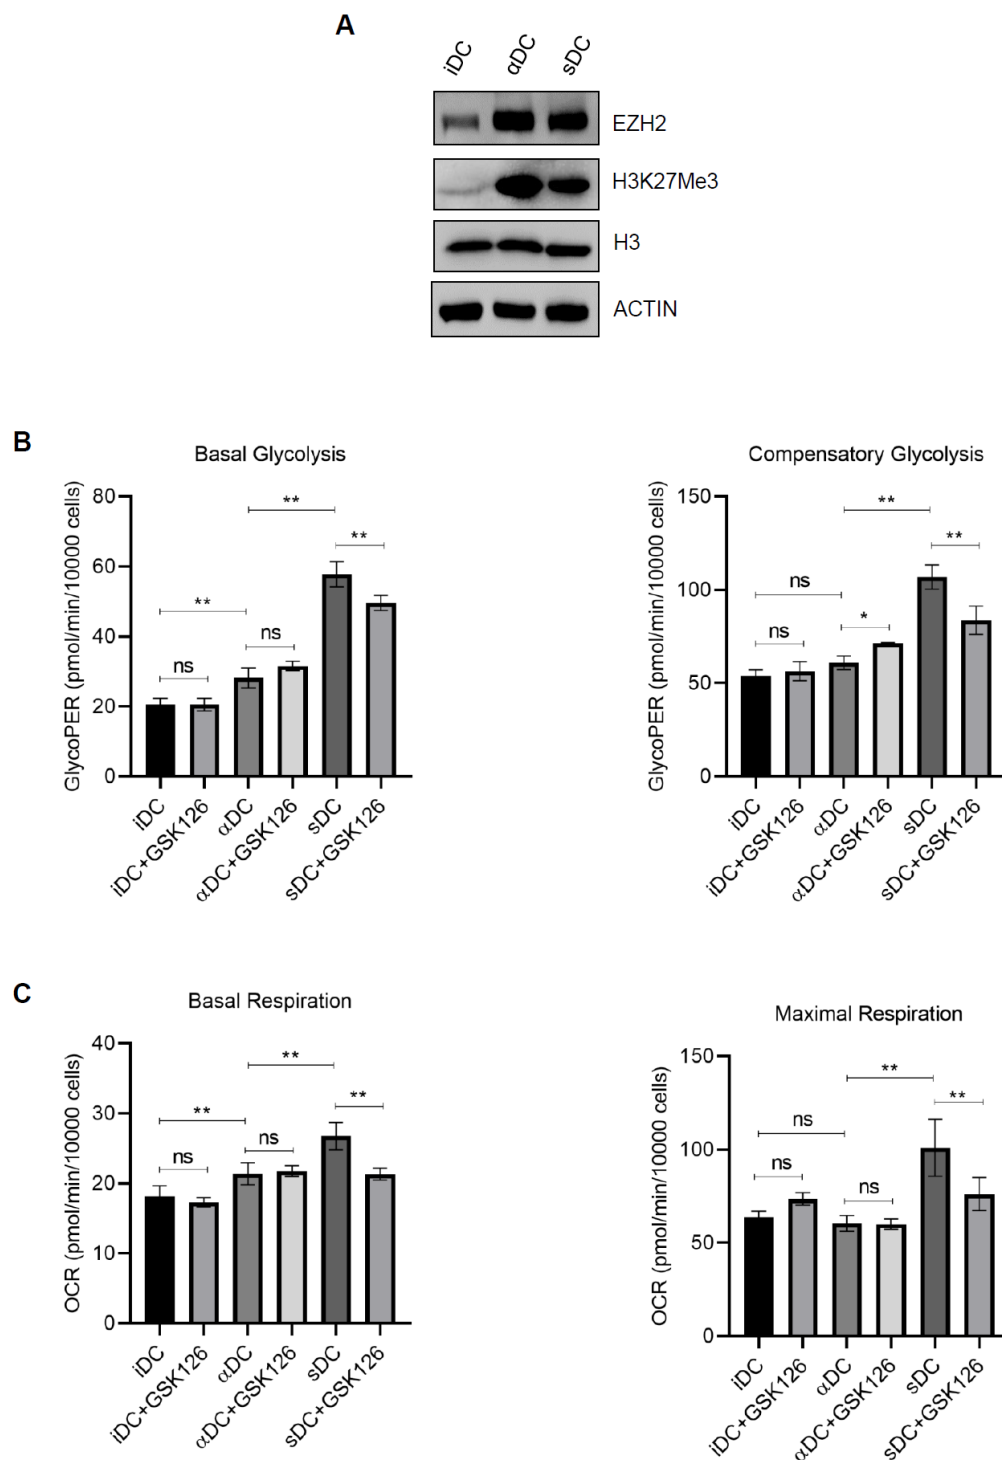 A
iDC
αDC
sDC
EZH2
H3K27Me3
H3
ACTIN
B
Basal Glycolysis
GlycoPER (pmol/min/10000 cells)
80
60
40
20
0
ns
**
ns
**
**
iDC
iDC+GSK126
αDC
αDC+GSK126
sDC
sDC+GSK126
Compensatory Glycolysis
GlycoPER (pmol/min/10000 cells)
150
100
50
0
ns
ns
*
**
**
iDC
iDC+GSK126
αDC
αDC+GSK126
sDC
sDC+GSK126
C
Basal Respiration
OCR (pmol/min/10000 cells)
40
30
20
10
0
ns
**
ns
**
**
iDC
iDC+GSK126
αDC
αDC+GSK126
sDC
sDC+GSK126
Maximal Respiration
OCR (pmol/min/10000 cells)
150
100
50
0
ns
ns
ns
**
**
iDC
iDC+GSK126
αDC
αDC+GSK126
sDC
sDC+GSK126